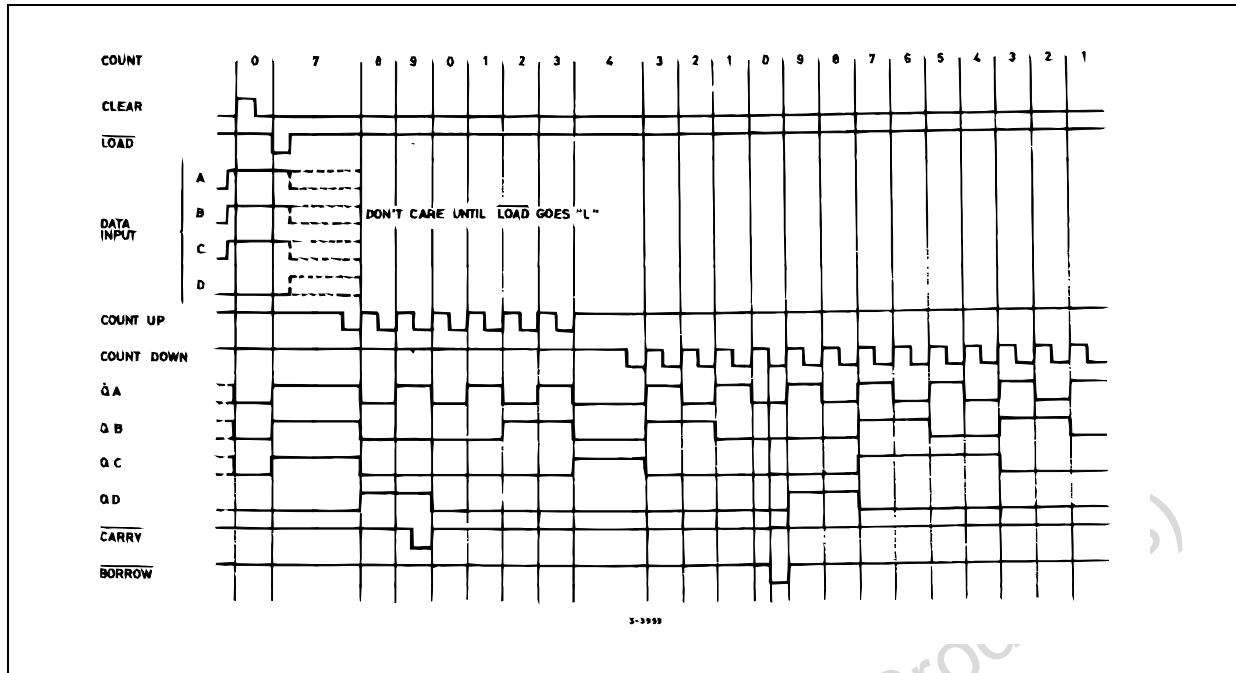 COUNT 0 7 8 9 0 1 2 3 4 3 2 1 0 9 8 7 6 5 4 3 2 1
CLEAR
LOAD
A
B
DON'T CARE UNTIL LOAD GOES "L"
DATA
INPUT
C
D
COUNT UP
COUNT DOWN
QA
QB
QC
QD
CARRY
BORROW